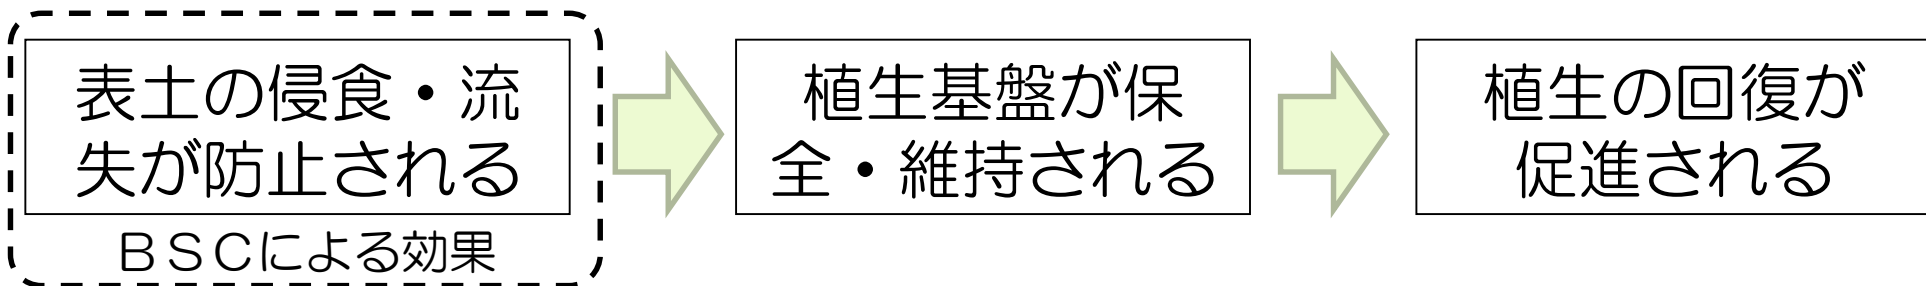 表土の侵食・流
失が防止される
ＢＳＣによる効果
植生基盤が保
全・維持される
植生の回復が
促進される